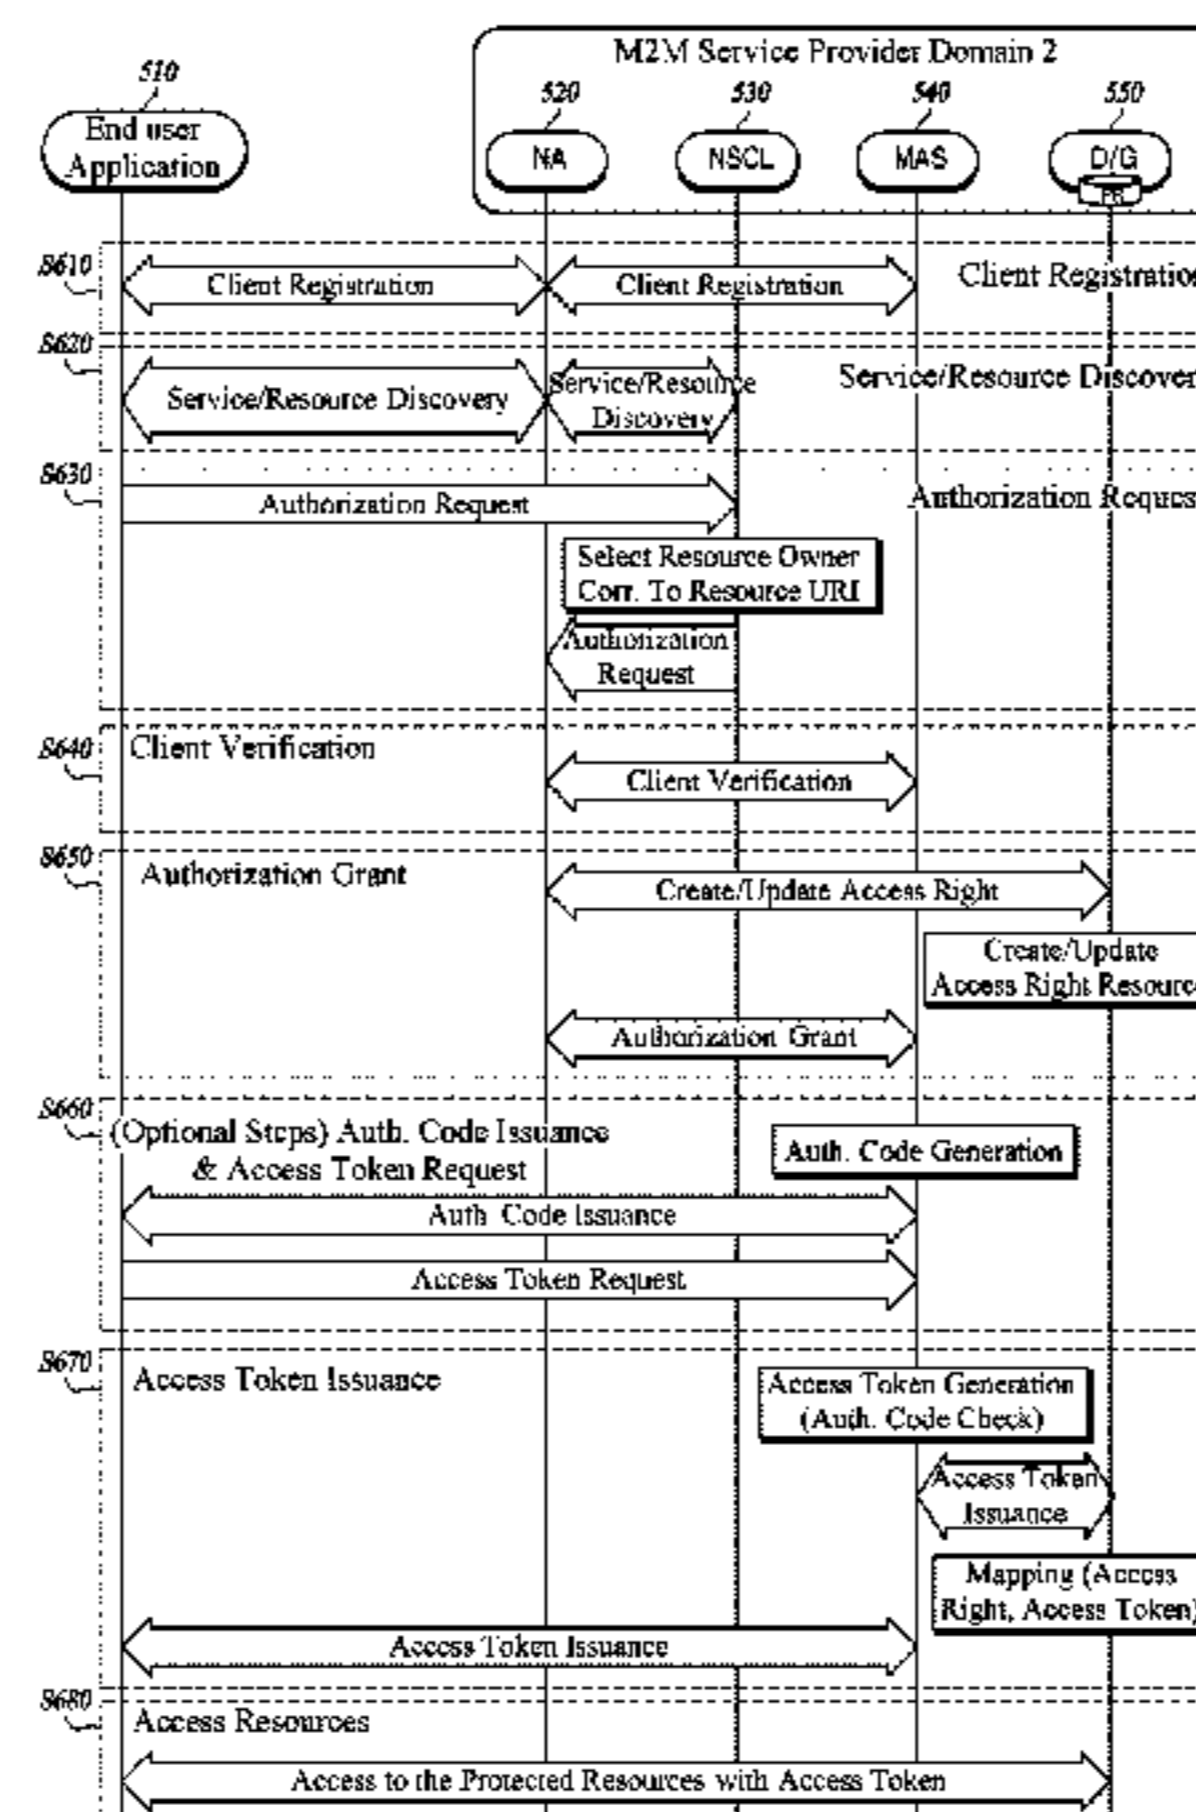 M2M Service Provider Domain 2
510
520
530
540
550
End user
Application
NA
NSCL
MAS
D/G
PR
S610
Client Registration
Client Registration
Client Registratio
S620
Service/Resource Discovery
Service/Resource
Discovery
Service/Resource Discover
S630
Authorization Request
Authorization Reques
Select Resource Owner
Corr. To Resource URI
Authorization
Request
S640
Client Verification
Client Verification
S650
Authorization Grant
Create/Update Access Right
Create/Update
Access Right Resourc
Authorization Grant
S660
(Optional Steps) Auth. Code Issuance
& Access Token Request
Auth. Code Generation
Auth. Code Issuance
Access Token Request
S670
Access Token Issuance
Access Token Generation
(Auth. Code Check)
Access Token
Issuance
Mapping (Access
Right, Access Token)
Access Token Issuance
S680
Access Resources
Access to the Protected Resources with Access Token